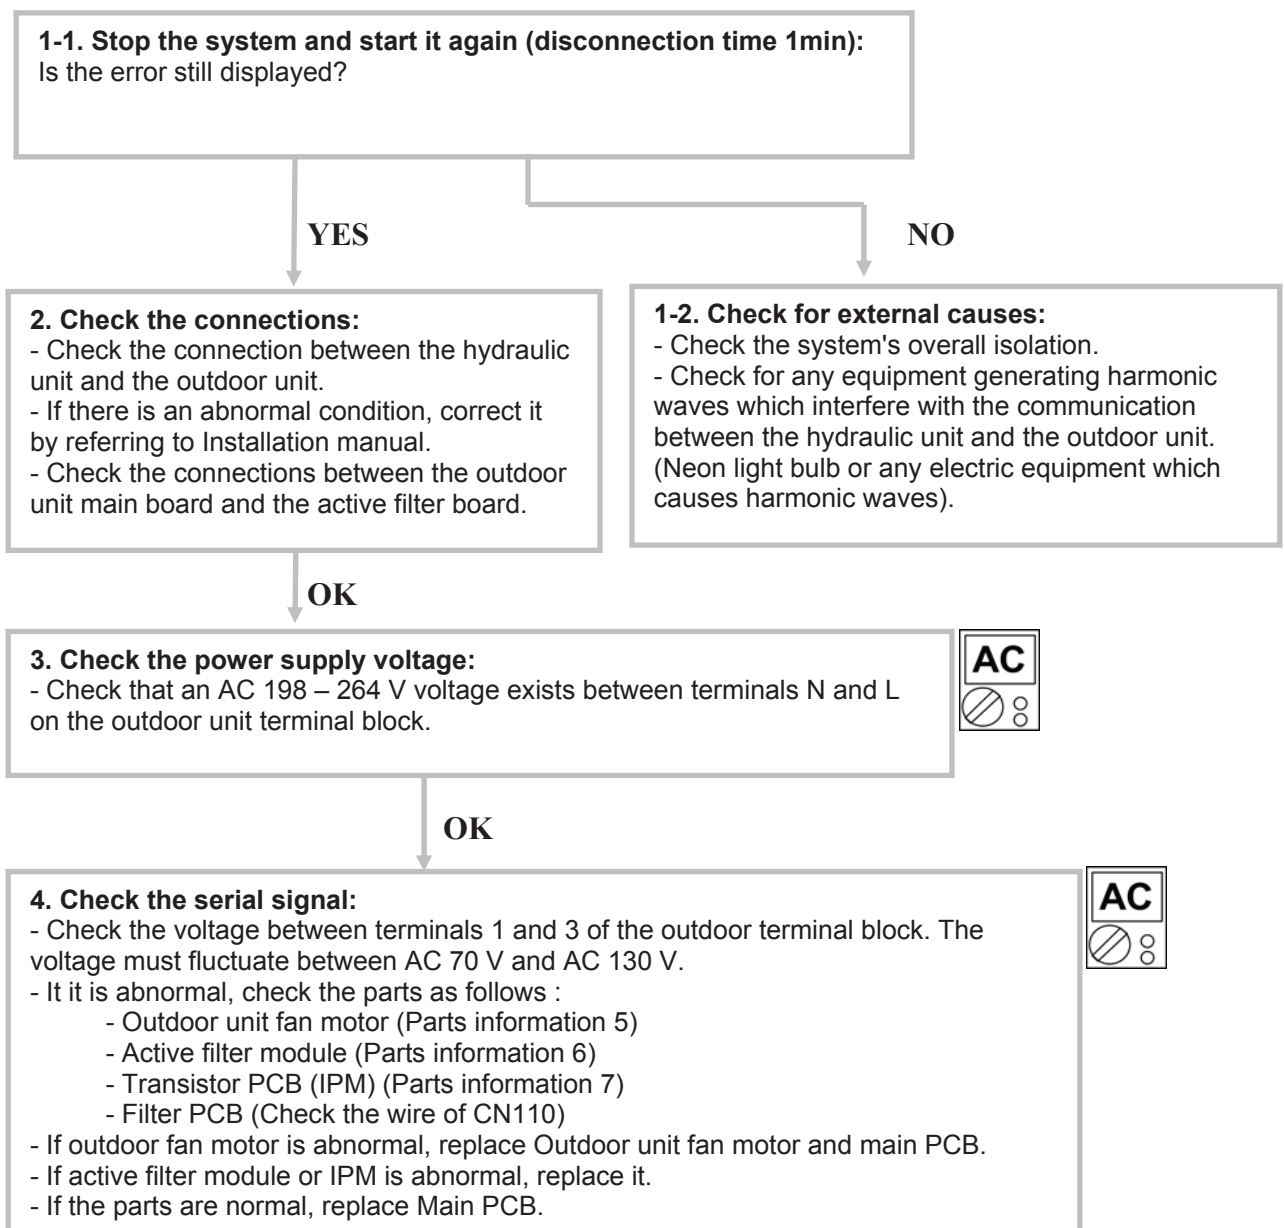 1-1. Stop the system and start it again (disconnection time 1min):
Is the error still displayed?
YES
NO
2. Check the connections:
- Check the connection between the hydraulic
unit and the outdoor unit.
- If there is an abnormal condition, correct it
by referring to Installation manual.
- Check the connections between the outdoor
unit main board and the active filter board.
1-2. Check for external causes:
- Check the system's overall isolation.
- Check for any equipment generating harmonic
waves which interfere with the communication
between the hydraulic unit and the outdoor unit.
(Neon light bulb or any electric equipment which
causes harmonic waves).
OK
3. Check the power supply voltage:
- Check that an AC 198 – 264 V voltage exists between terminals N and L
on the outdoor unit terminal block.
AC
OK
4. Check the serial signal:
- Check the voltage between terminals 1 and 3 of the outdoor terminal block. The
voltage must fluctuate between AC 70 V and AC 130 V.
- It it is abnormal, check the parts as follows :
- Outdoor unit fan motor (Parts information 5)
- Active filter module (Parts information 6)
- Transistor PCB (IPM) (Parts information 7)
- Filter PCB (Check the wire of CN110)
- If outdoor fan motor is abnormal, replace Outdoor unit fan motor and main PCB.
- If active filter module or IPM is abnormal, replace it.
- If the parts are normal, replace Main PCB.
AC